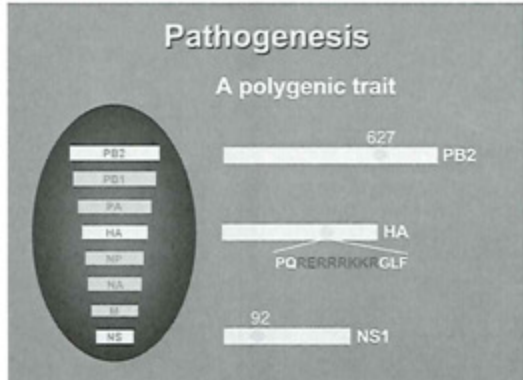 Pathogenesis
A polygenic trait
PB2
PB1
PA
HA
NP
NA
M
NS
627
PB2
HA
PQRERRRKKRGLF
92
NS1